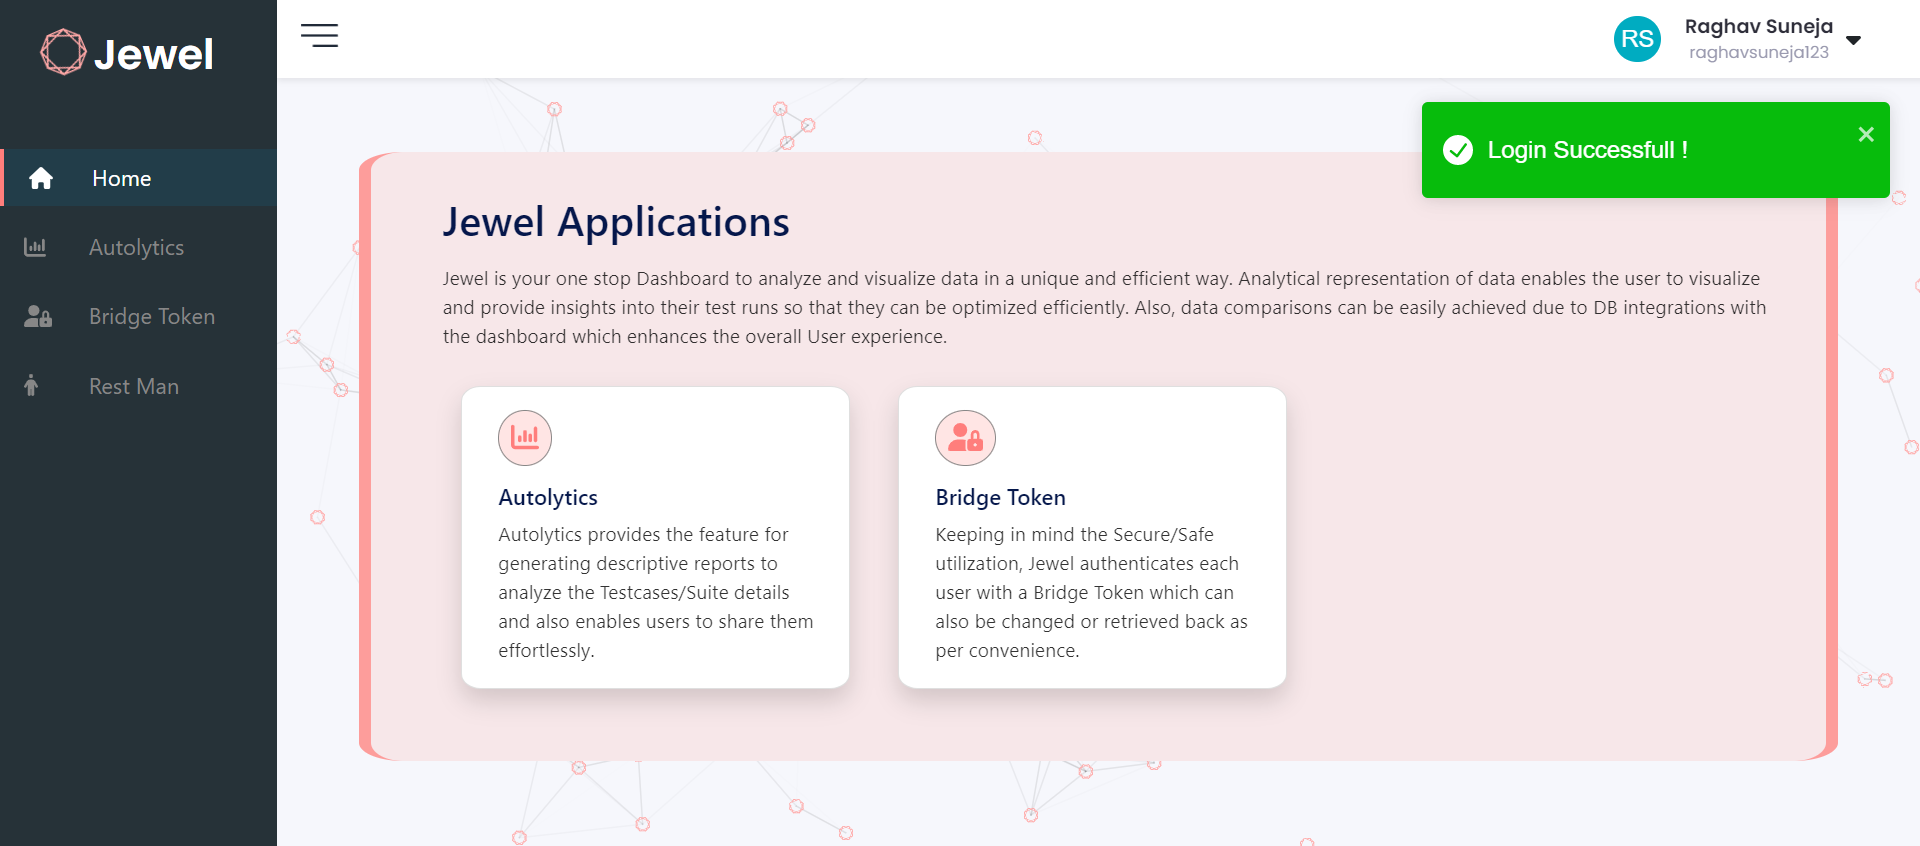 Jewel
Home
Autolytics
Bridge Token
Rest Man
RS
Raghav Suneja
raghavsuneja123
Login Successfull !
Jewel Applications
Jewel is your one stop Dashboard to analyze and visualize data in a unique and efficient way. Analytical representation of data enables the user to visualize
and provide insights into their test runs so that they can be optimized efficiently. Also, data comparisons can be easily achieved due to DB integrations with
the dashboard which enhances the overall User experience.
Autolytics
Autolytics provides the feature for
generating descriptive reports to
analyze the Testcases/Suite details
and also enables users to share them
effortlessly.
Bridge Token
Keeping in mind the Secure/Safe
utilization, Jewel authenticates each
user with a Bridge Token which can
also be changed or retrieved back as
per convenience.